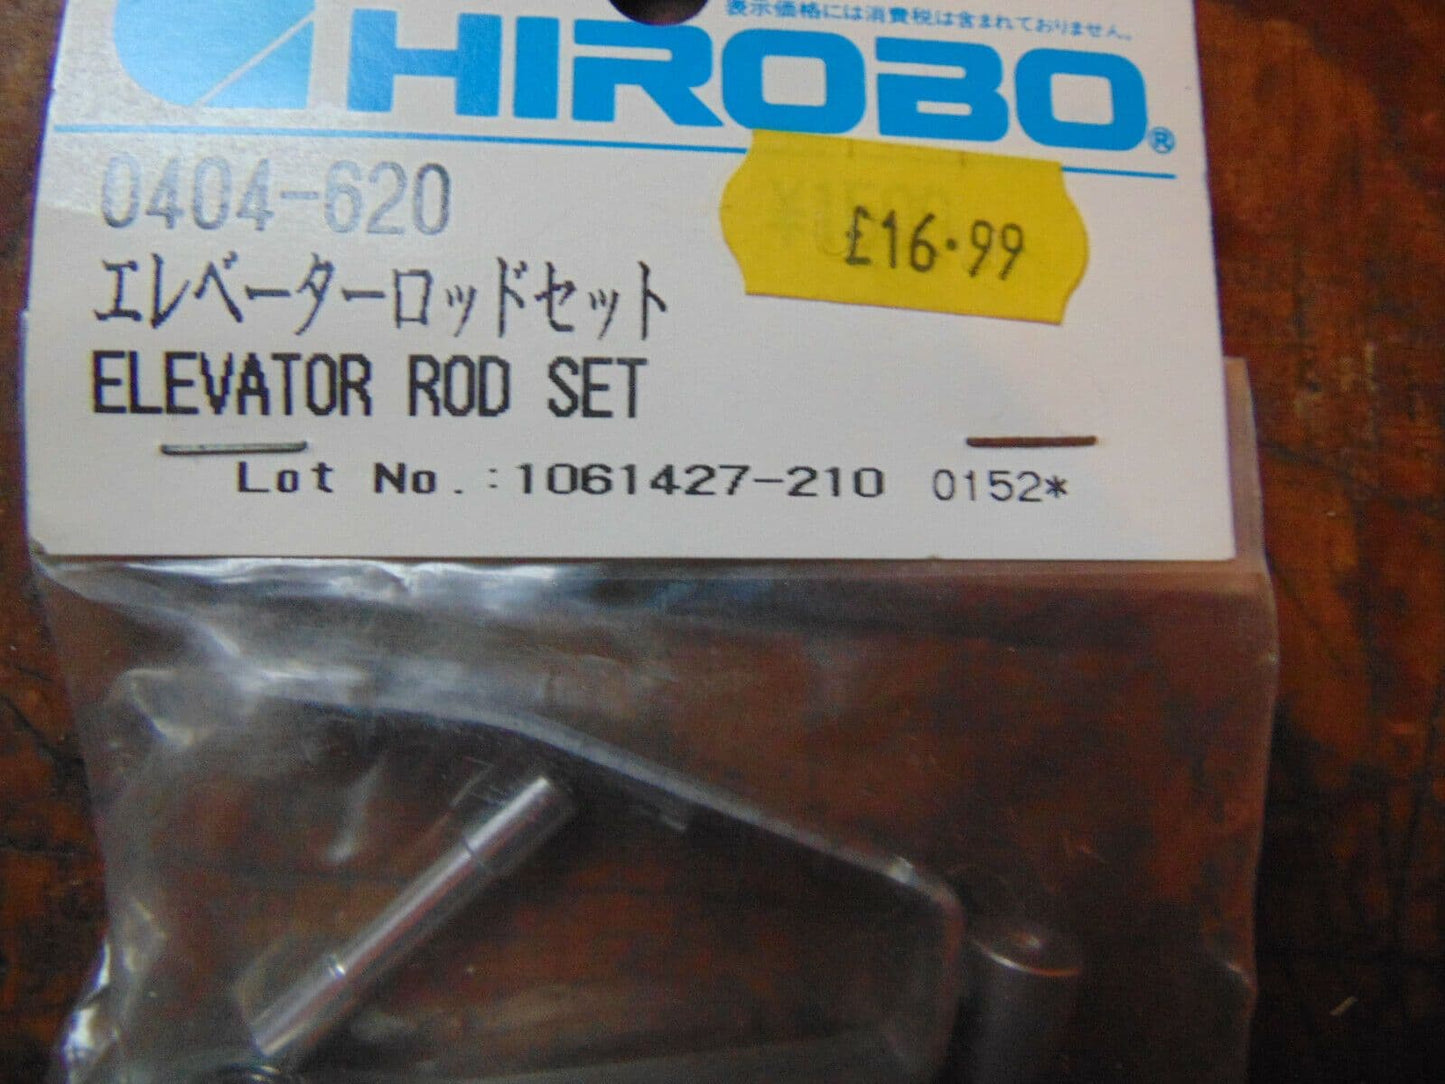 表示価格には消費税は含まれておりません。
HIROBO®
0404-620
£16.99
エレベーターロッドセット
ELEVATOR ROD SET
Lot No.:1061427-210 0152*